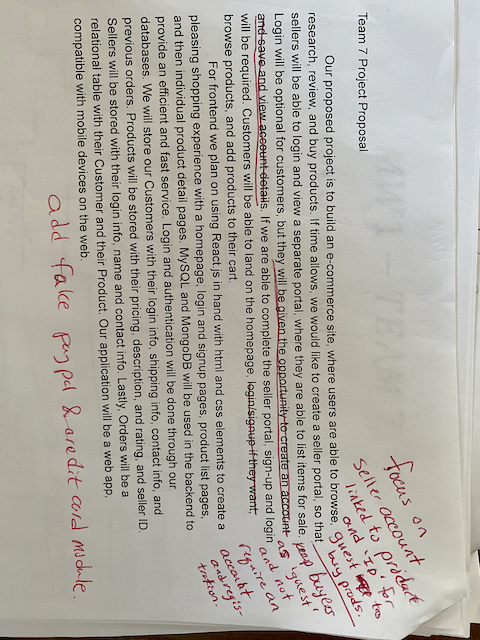 Team 7 Project Proposal
Our proposed project is to build an e-commerce site, where users are able to browse,
research, review, and buy products. If time allows, we would like to create a seller portal, so that
sellers will be able to login and view a separate portal, where they are able to list items for sale.
Login will be optional for customers, but they will be given the opportunity to create an account
and save and view account details. If we are able to complete the seller portal, sign-up and login
will be required. Customers will be able to land on the homepage, login/signup if they want,
browse products, and add products to their cart.
For frontend we plan on using React.js in hand with html and css elements to create a
pleasing shopping experience with a homepage, login and signup pages, product list pages,
and then individual product detail pages. MySQL and MongoDB will be used in the backend to
provide an efficient and fast service. Login and authentication will be done through our
databases. We will store our Customers with their login info, shipping info, contact info, and
previous orders. Products will be stored with their pricing, description, and rating, and seller ID.
Sellers will be stored with their login info, name and contact info. Lastly, Orders will be a
relational table with their Customer and their Product. Our application will be a web app,
compatible with mobile devices on the web.
focus on
seller account
linked to product
and 'ID' for
guest to
buy prods.
keep buyers
as 'guest'
and not
require an
account
and regis-
tration.
add fake paypal & credit card module.